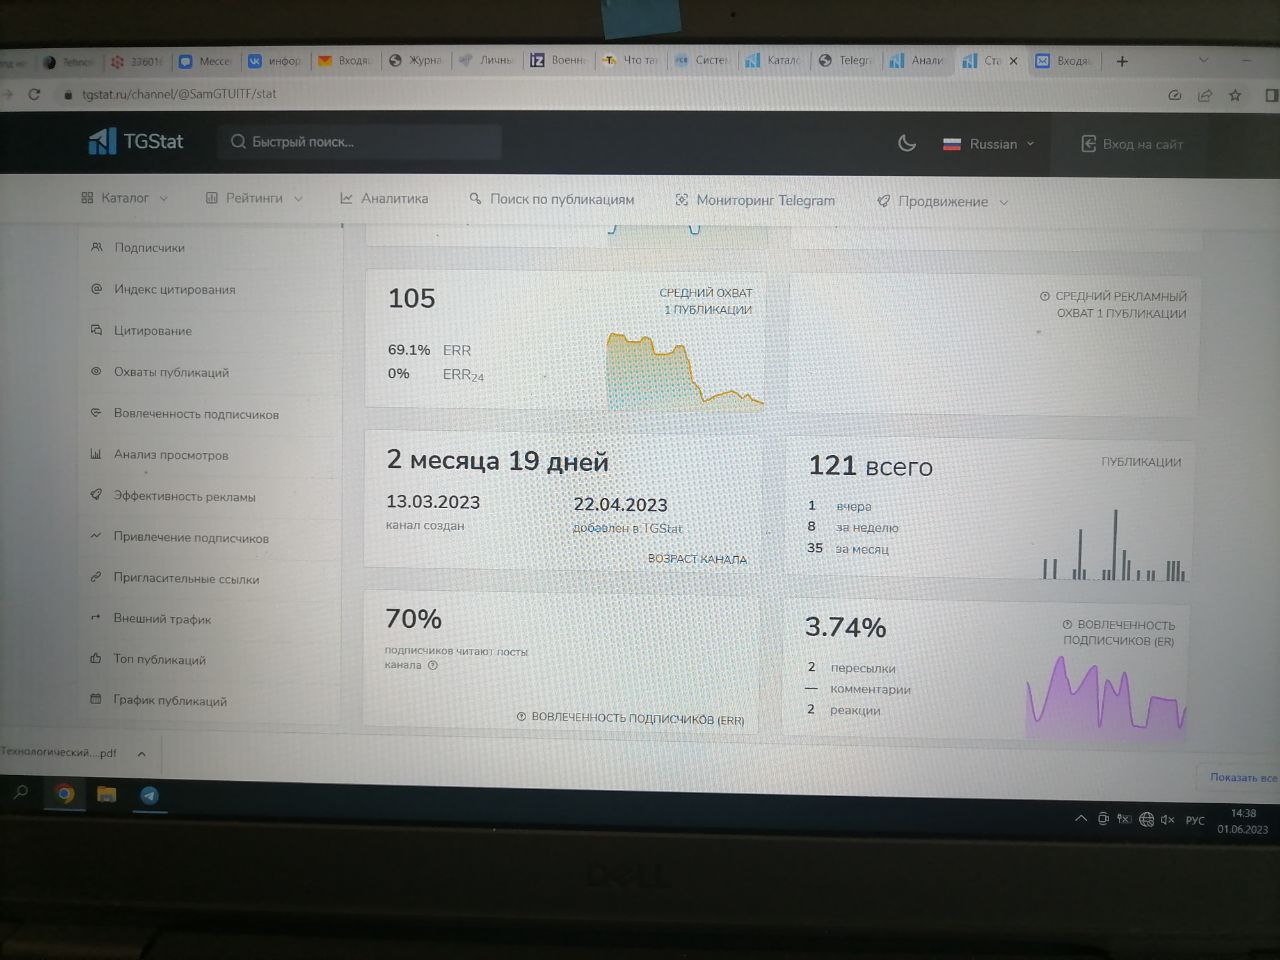 Tehno
33601
Мессе
инфор
Входя
Журна
Личны
Военн
Что та
Систе
Катал
Telegr
Анали
Ста
Входя
tgstat.ru/channel/@SamGTUITF/stat
TGStat
Быстрый поиск...
Russian
Вход на сайт
Каталог
Рейтинги
Аналитика
Поиск по публикациям
Мониторинг Telegram
Продвижение
Подписчики
Индекс цитирования
Цитирование
Охваты публикаций
Вовлеченность подписчиков
Анализ просмотров
Эффективность рекламы
Привлечение подписчиков
Пригласительные ссылки
Внешний трафик
Топ публикаций
График публикаций
105
СРЕДНИЙ ОХВАТ
1 ПУБЛИКАЦИИ
69.1% ERR
0% ERR24
СРЕДНИЙ РЕКЛАМНЫЙ
ОХВАТ 1 ПУБЛИКАЦИИ
2 месяца 19 дней
13.03.2023
канал создан
22.04.2023
добавлен в TGStat
ВОЗРАСТ КАНАЛА
121 всего
ПУБЛИКАЦИИ
1 вчера
8 за неделю
35 за месяц
70%
подписчиков читают посты
канала
ВОВЛЕЧЕННОСТЬ ПОДПИСЧИКОВ (ERR)
3.74%
ВОВЛЕЧЕННОСТЬ
ПОДПИСЧИКОВ (ER)
2 пересылки
— комментарии
2 реакции
Технологический....pdf
Показать все
РУС
14:38
01.06.2023
DELL